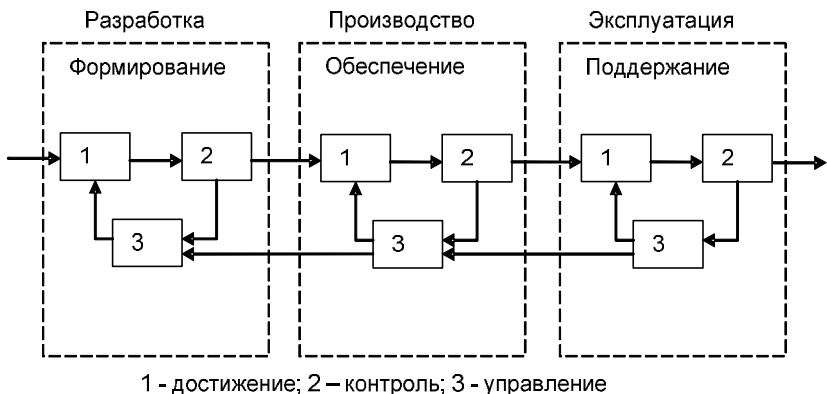 Разработка
Производство
Эксплуатация
Формирование
Обеспечение
Поддержание
1
2
1
2
1
2
3
3
3
1 - достижение; 2 – контроль; 3 - управление